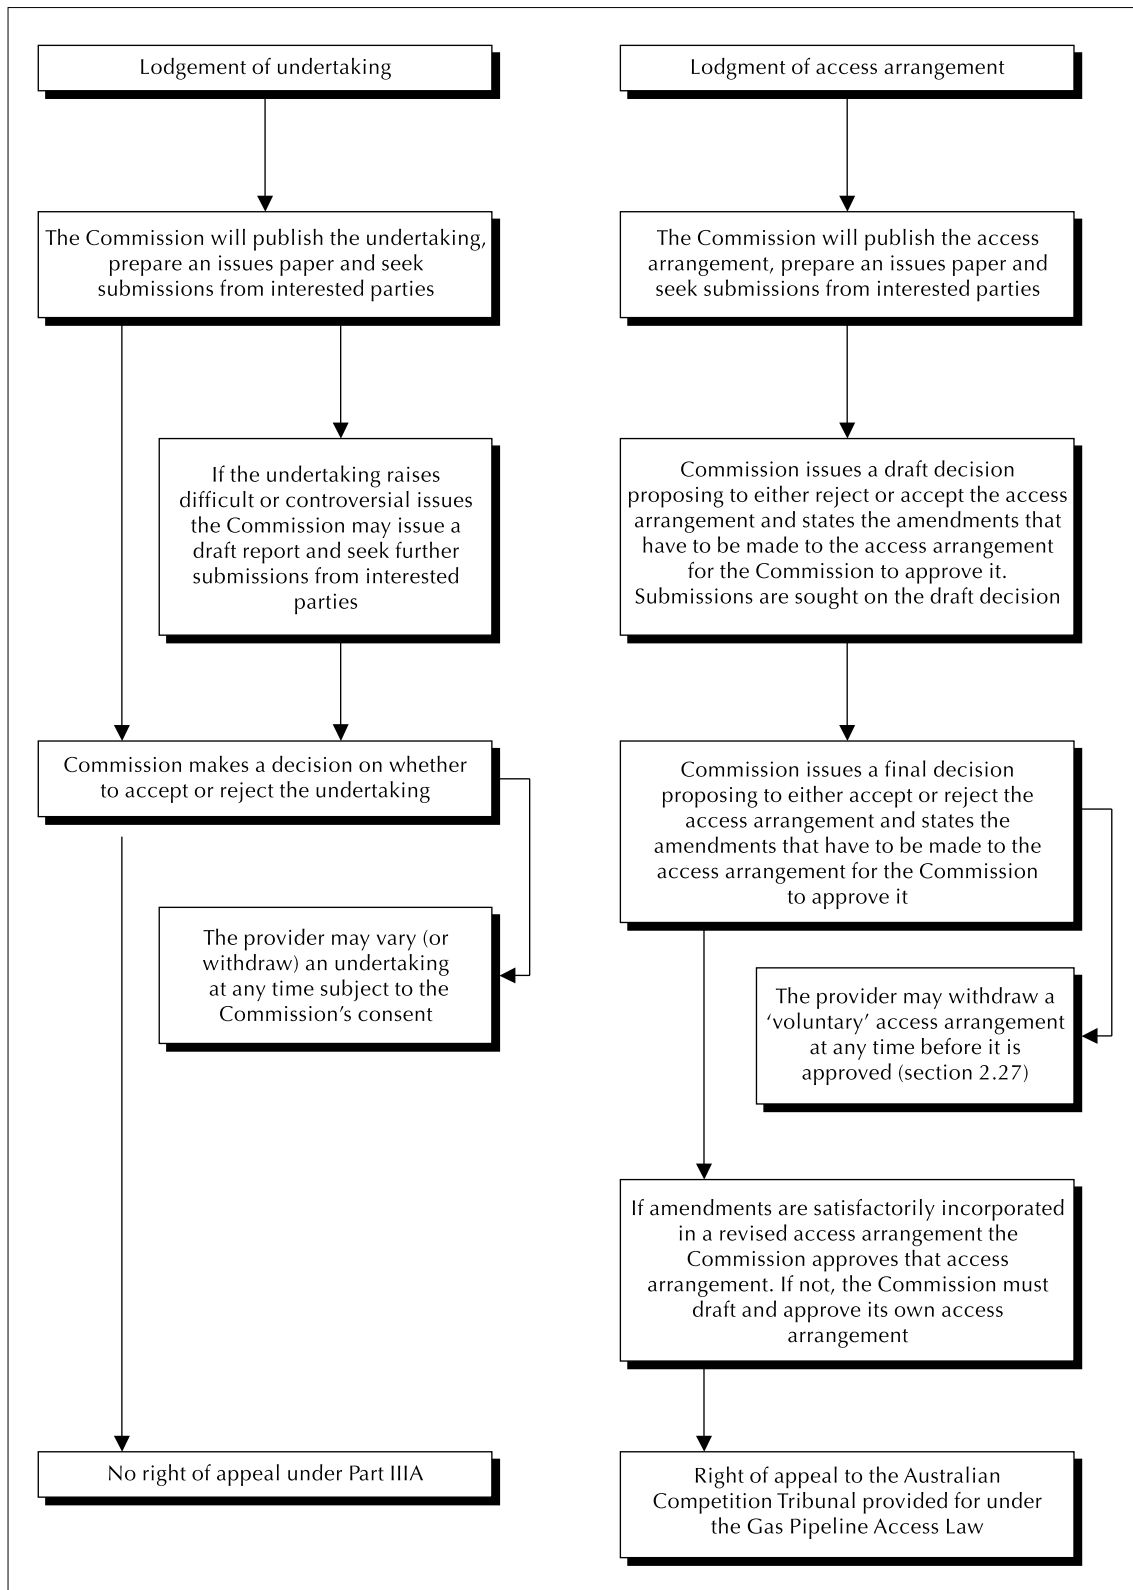 Lodgement of undertaking
The Commission will publish the undertaking,
prepare an issues paper and seek
submissions from interested parties
If the undertaking raises
difficult or controversial issues
the Commission may issue a
draft report and seek further
submissions from interested
parties
Commission makes a decision on whether
to accept or reject the undertaking
The provider may vary (or
withdraw) an undertaking
at any time subject to the
Commission’s consent
No right of appeal under Part IIIA
Lodgment of access arrangement
The Commission will publish the access
arrangement, prepare an issues paper and
seek submissions from interested parties
Commission issues a draft decision
proposing to either reject or accept the access
arrangement and states the amendments that
have to be made to the access arrangement
for the Commission to approve it.
Submissions are sought on the draft decision
Commission issues a final decision
proposing to either accept or reject the
access arrangement and states the
amendments that have to be made to the
access arrangement for the Commission
to approve it
The provider may withdraw a
‘voluntary’ access arrangement
at any time before it is
approved (section 2.27)
If amendments are satisfactorily incorporated
in a revised access arrangement the
Commission approves that access
arrangement. If not, the Commission must
draft and approve its own access
arrangement
Right of appeal to the Australian
Competition Tribunal provided for under
the Gas Pipeline Access Law